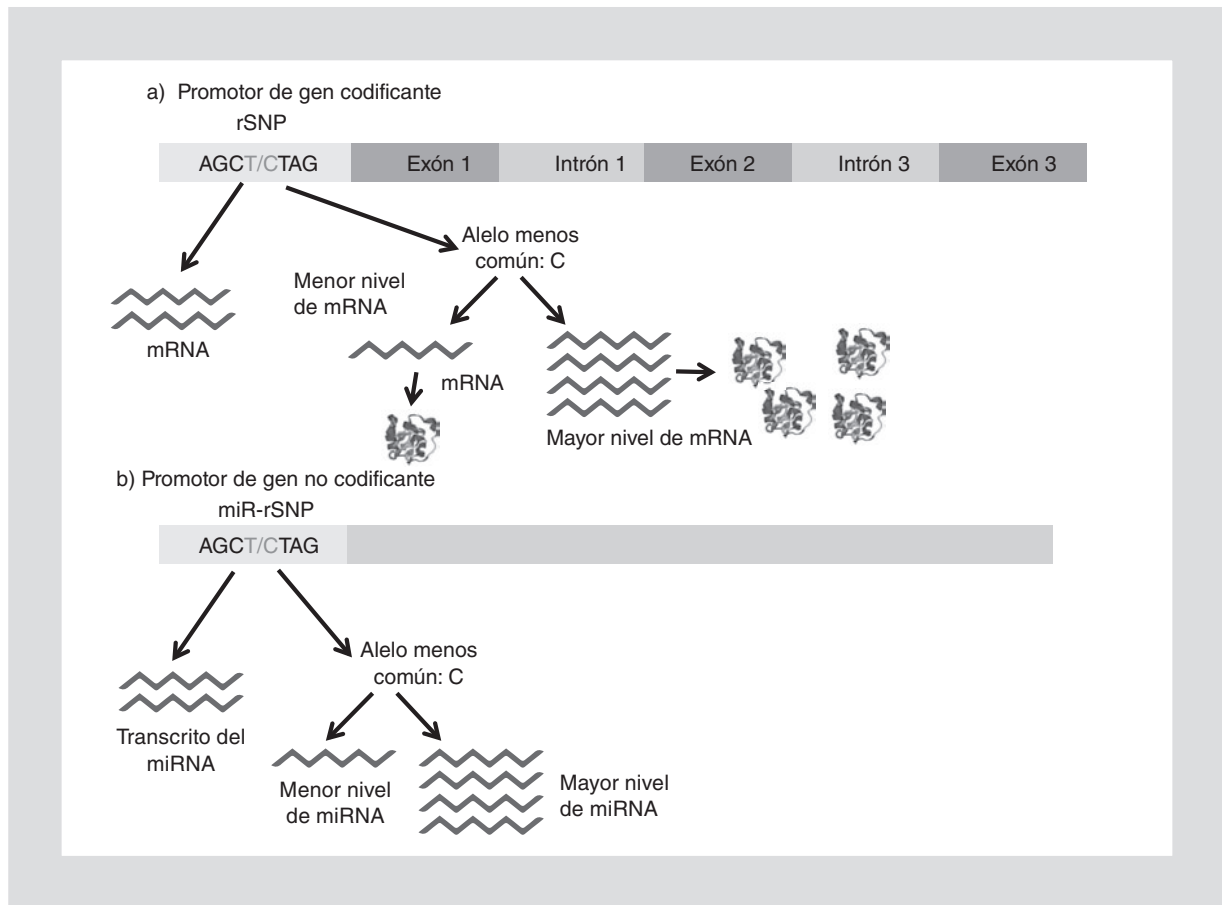 a) Promotor de gen codificante
rSNP
AGCT/CTAG
Exón 1
Intrón 1
Exón 2
Intrón 3
Exón 3
Alelo menos
común: C
Menor nivel
de mRNA
mRNA
mRNA
Mayor nivel de mRNA
b) Promotor de gen no codificante
miR-rSNP
AGCT/CTAG
Alelo menos
común: C
Transcrito del
miRNA
Menor nivel
de miRNA
Mayor nivel
de miRNA